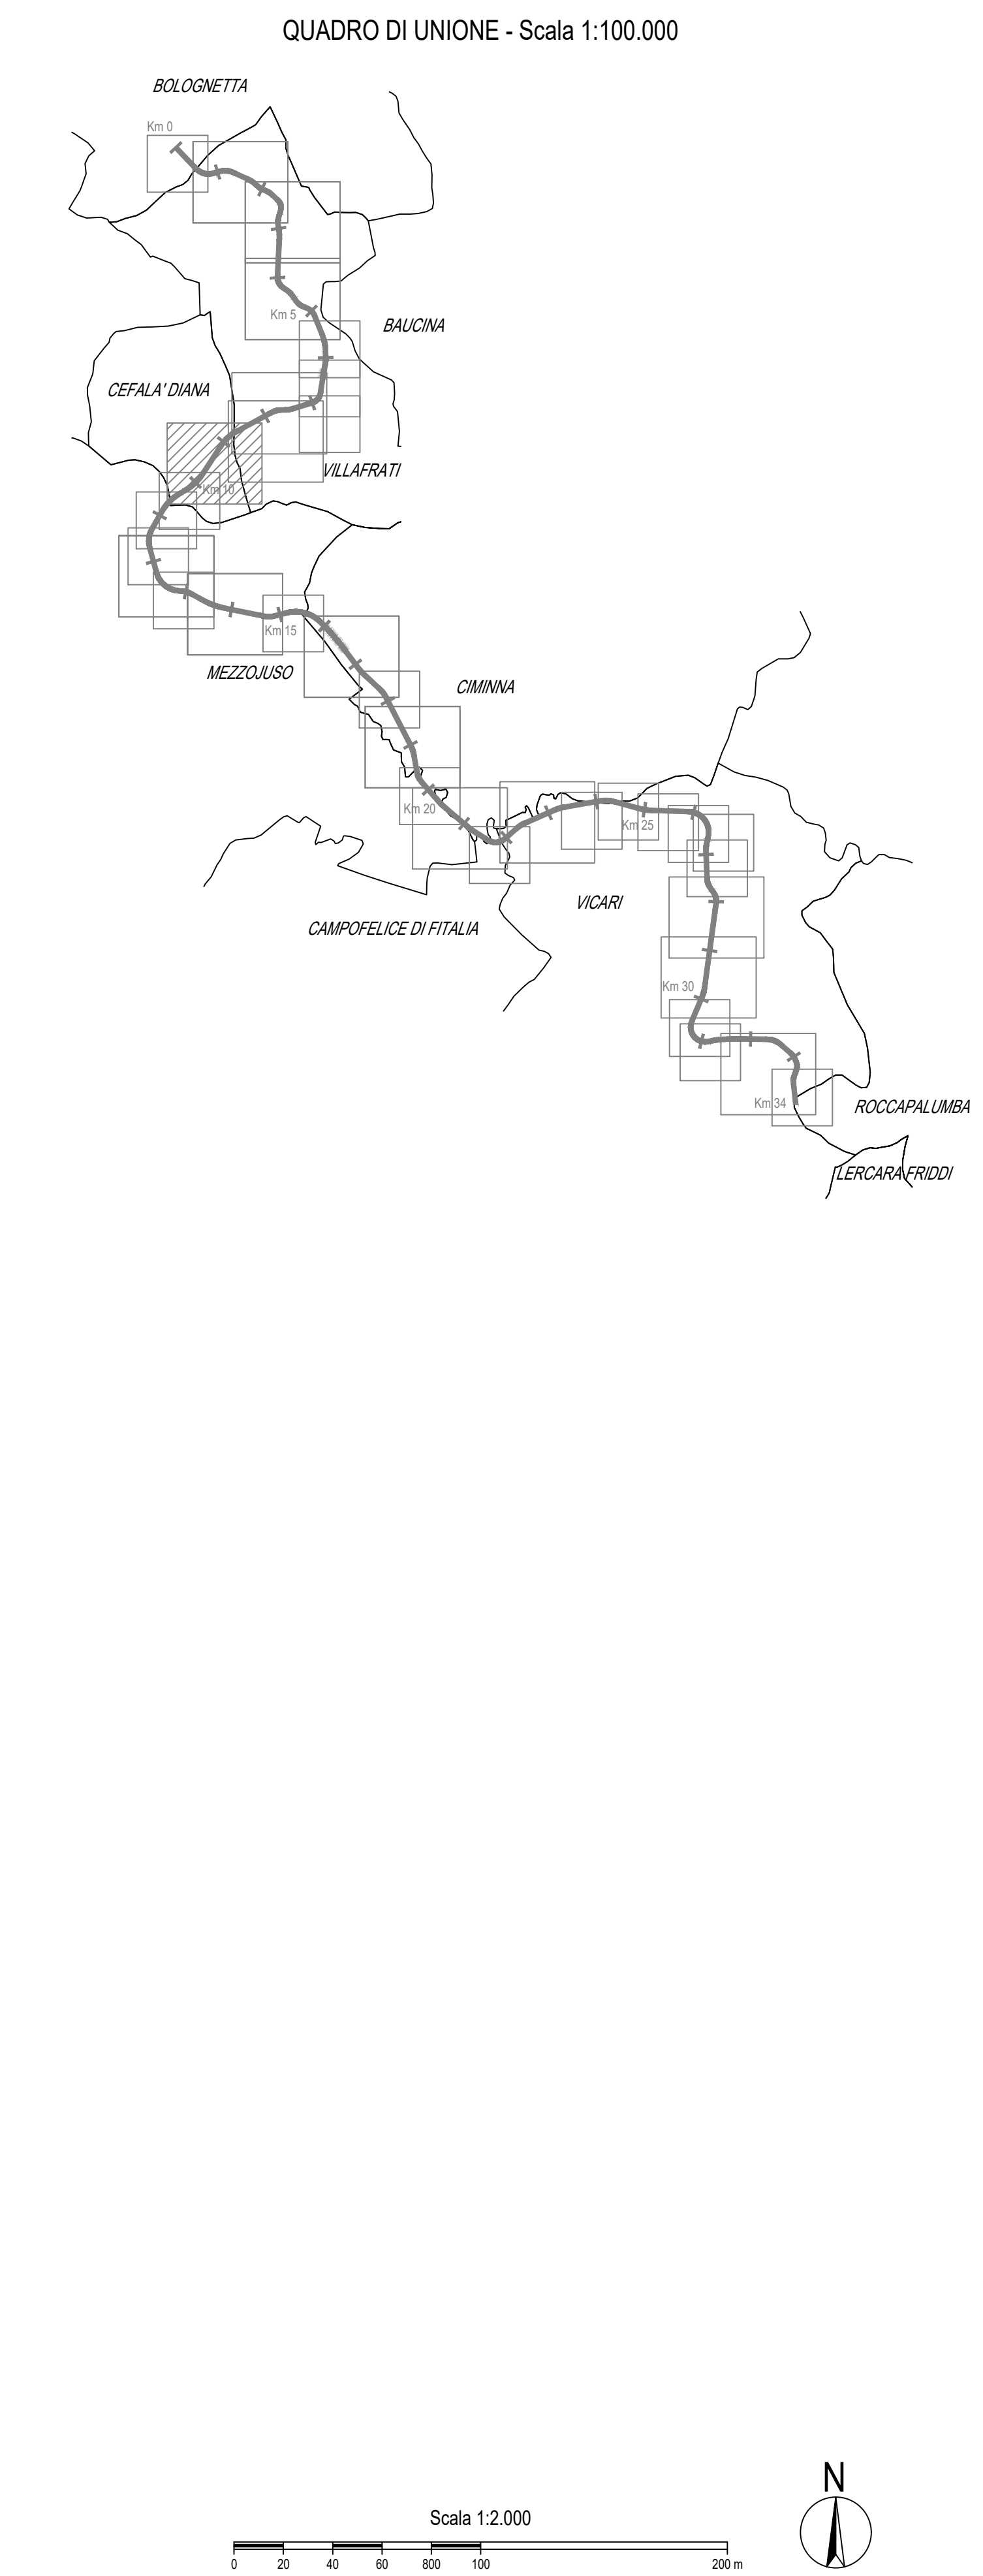 QUADRO DI UNIONE - Scala 1:100.000
BOLOGNETTA
Km 0
Km 5
BAUCINA
CEFALA' DIANA
VILLAFRATI
Km 10
Km 15
MEZZOJUSO
CIMINNA
Km 20
Km 25
VICARI
CAMPOFELICE DI FITALIA
Km 30
Km 34
ROCCAPALUMBA
LERCARA FRIDDI
N
Scala 1:2.000
0 20 40 60 800 100 200 m